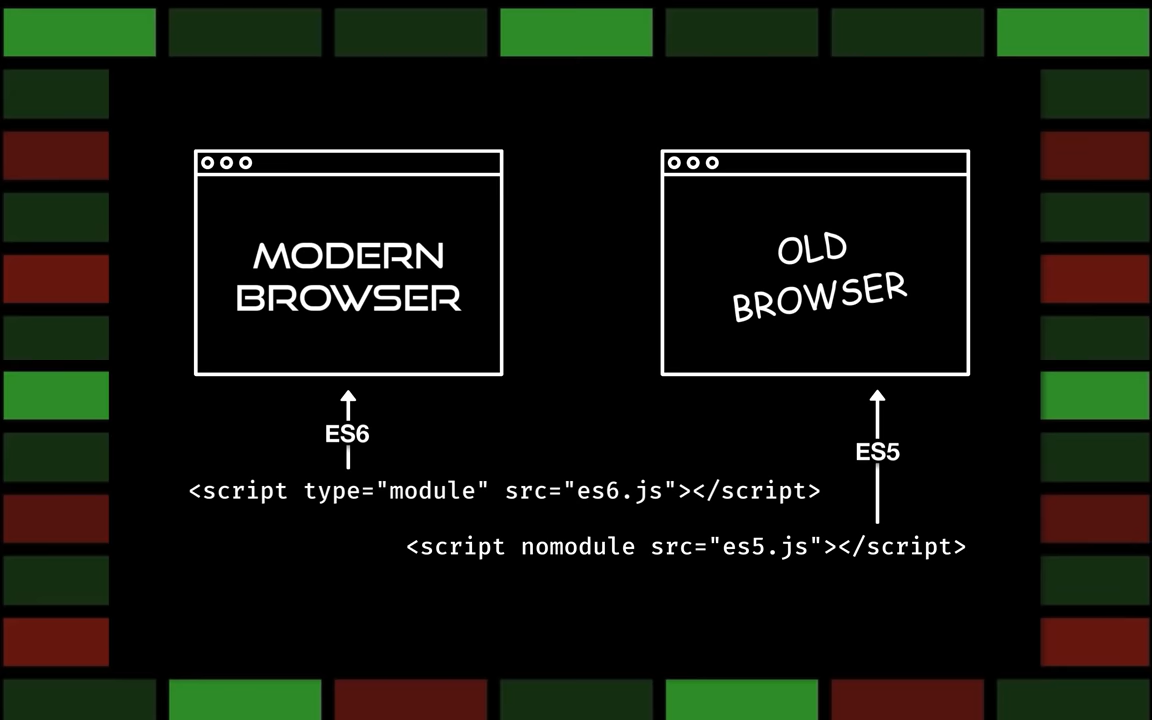 MODERN
BROWSER
OLD
BROWSER
ES6
ES5
<script type="module" src="es6.js"></script>
<script nomodule src="es5.js"></script>